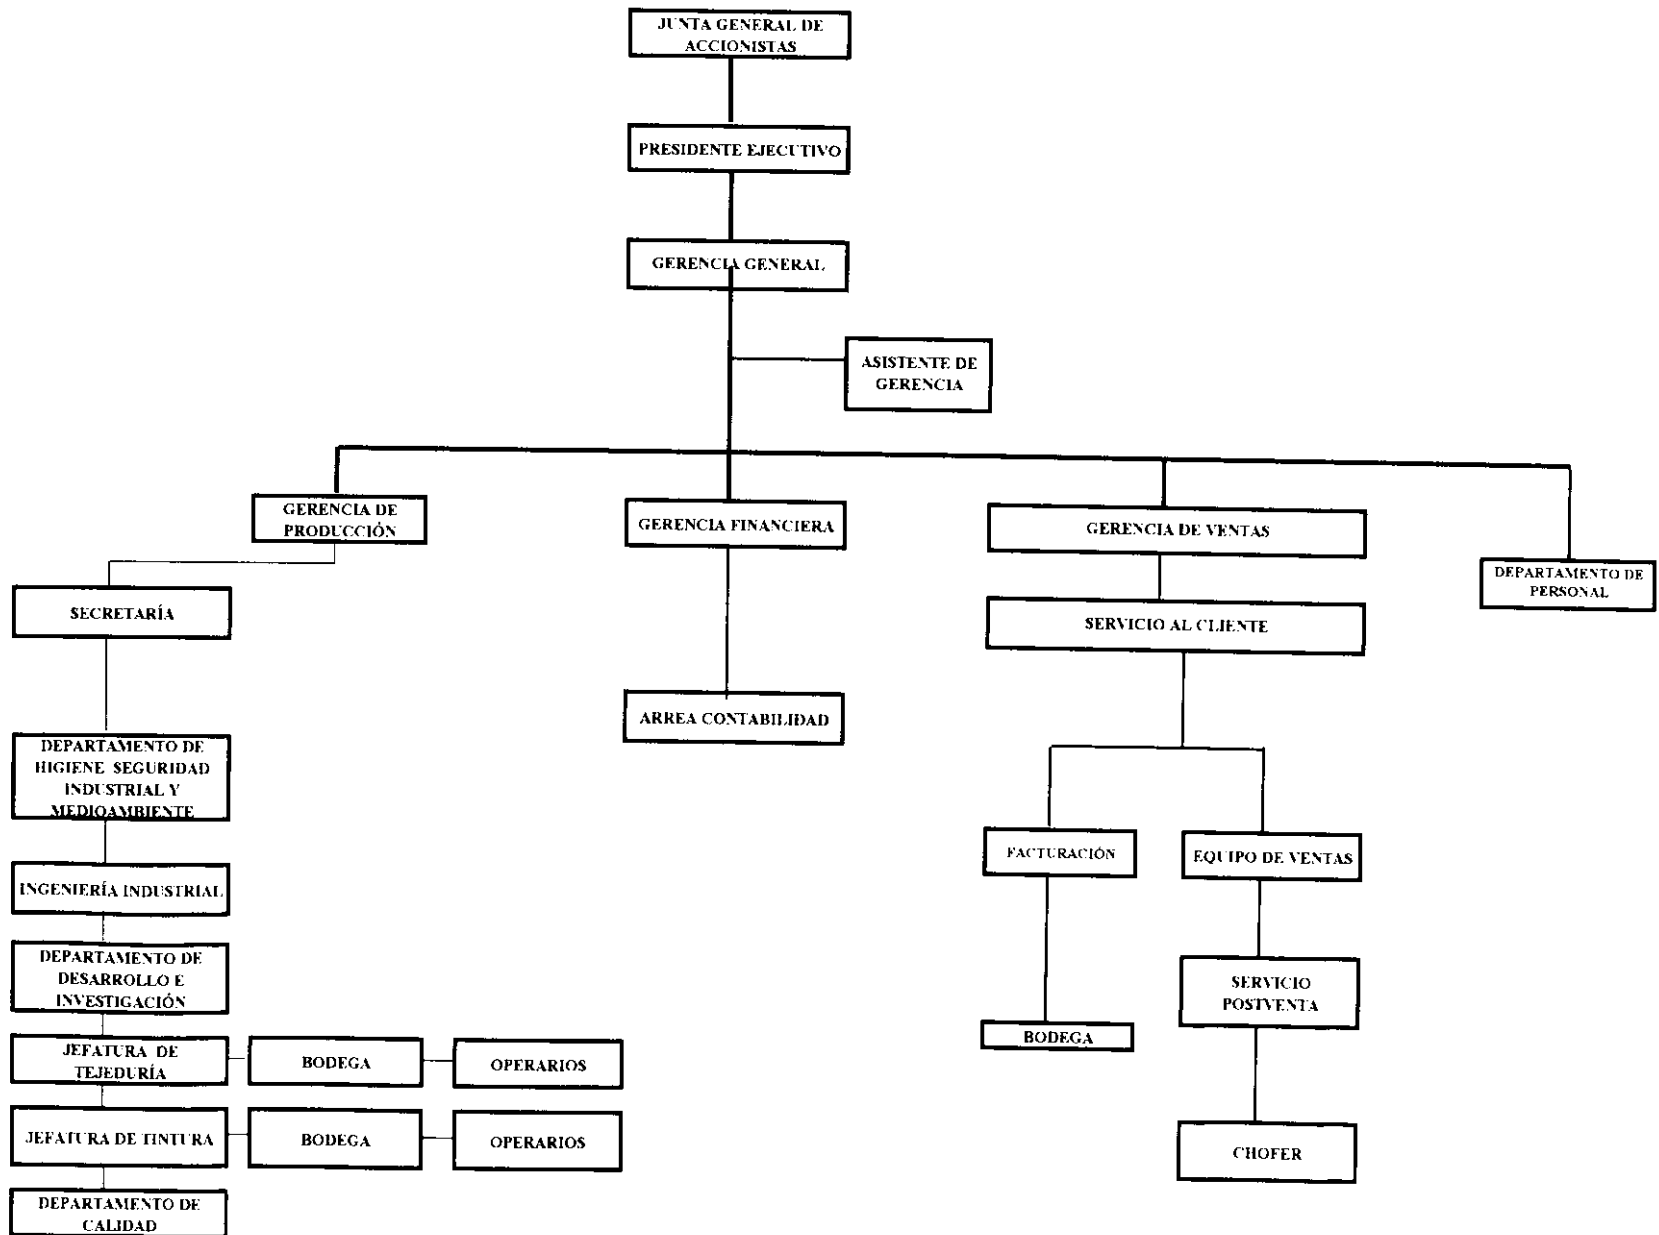 JUNTA GENERAL DE
ACCIONISTAS
PRESIDENTE EJECUTIVO
GERENCIA GENERAL
ASISTENTE DE
GERENCIA
GERENCIA DE
PRODUCCIÓN
GERENCIA FINANCIERA
GERENCIA DE VENTAS
DEPARTAMENTO DE
PERSONAL
SECRETARÍA
SERVICIO AL CLIENTE
ARREA CONTABILIDAD
DEPARTAMENTO DE
HIGIENE SEGURIDAD
INDUSTRIAL Y
MEDIOAMBIENTE
FACTURACIÓN
EQUIPO DE VENTAS
INGENIERÍA INDUSTRIAL
DEPARTAMENTO DE
DESARROLLO E
INVESTIGACIÓN
SERVICIO
POSTVENTA
BODEGA
JEFATURA DE
TEJEDURÍA
BODEGA
OPERARIOS
JEFATURA DE TINTURA
BODEGA
OPERARIOS
CHOFER
DEPARTAMENTO DE
CALIDAD